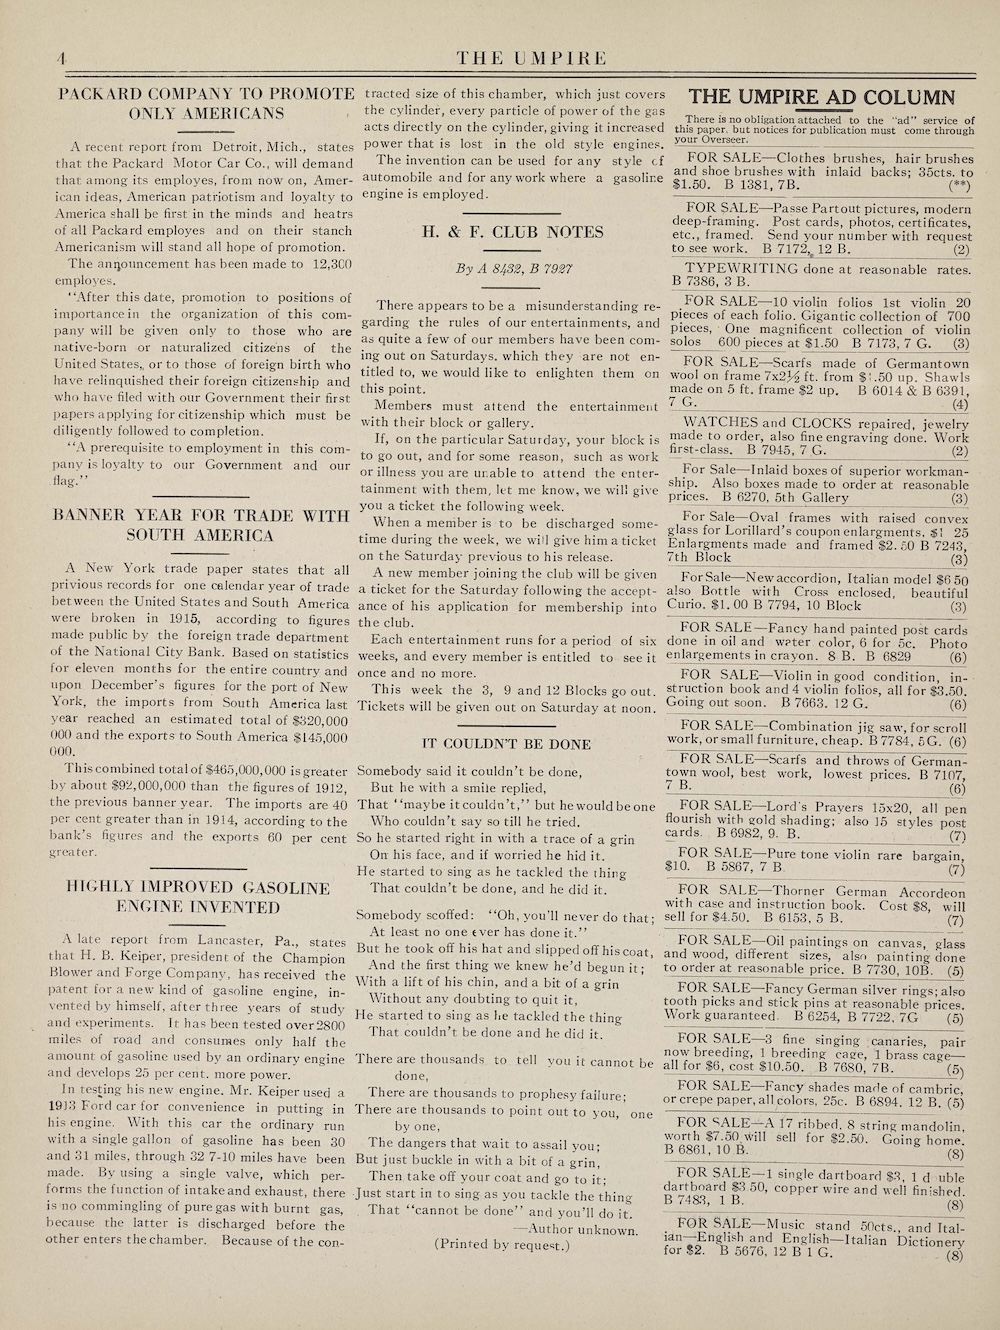 4
THE UMPIRE
PACKARD COMPANY TO PROMOTE
ONLY AMERICANS
A recent report from Detroit, Mich., states
that the Packard Motor Car Co., will demand
that among its employes, from now on, Amer-
ican ideas, American patriotism and loyalty to
America shall be first in the minds and heatrs
of all Packard employes and on their stanch
Americanism will stand all hope of promotion.
The announcement has been made to 12,300
employes.
"After this date, promotion to positions of
importance in the organization of this com-
pany will be given only to those who are
native-born or naturalized citizens of the
United States, or to those of foreign birth who
have relinquished their foreign citizenship and
who have filed with our Government their first
papers applying for citizenship which must be
diligently followed to completion.
"A prerequisite to employment in this com-
pany is loyalty to our Government and our
flag."
BANNER YEAR FOR TRADE WITH
SOUTH AMERICA
A New York trade paper states that all
privious records for one calendar year of trade
between the United States and South America
were broken in 1915, according to figures
made public by the foreign trade department
of the National City Bank. Based on statistics
for eleven months for the entire country and
upon December's figures for the port of New
York, the imports from South America last
year reached an estimated total of $320,000
000 and the exports to South America $145,000
000.
This combined total of $465,000,000 is greater
by about $92,000,000 than the figures of 1912,
the previous banner year. The imports are 40
per cent greater than in 1914, according to the
bank's figures and the exports 60 per cent
greater.
HIGHLY IMPROVED GASOLINE
ENGINE INVENTED
A late report from Lancaster, Pa., states
that H. B. Keiper, president of the Champion
Blower and Forge Company, has received the
patent for a new kind of gasoline engine, in-
vented by himself, after three years of study
and experiments. It has been tested over 2800
miles of road and consumes only half the
amount of gasoline used by an ordinary engine
and develops 25 per cent. more power.
In testing his new engine, Mr. Keiper used a
1913 Ford car for convenience in putting in
his engine. With this car the ordinary run
with a single gallon of gasoline has been 30
and 31 miles, through 32 7-10 miles have been
made. By using a single valve, which per-
forms the function of intake and exhaust, there
is no commingling of pure gas with burnt gas,
because the latter is discharged before the
other enters the chamber. Because of the con-
tracted size of this chamber, which just covers
the cylinder, every particle of power of the gas
acts directly on the cylinder, giving it increased
power that is lost in the old style engines.
The invention can be used for any style of
automobile and for any work where a gasoline
engine is employed.
H. & F. CLUB NOTES
By A 8432, B 7927
There appears to be a misunderstanding re-
garding the rules of our entertainments, and
as quite a few of our members have been com-
ing out on Saturdays, which they are not en-
titled to, we would like to enlighten them on
this point.
Members must attend the entertainment
with their block or gallery.
If, on the particular Saturday, your block is
to go out, and for some reason, such as work
or illness you are unable to attend the enter-
tainment with them, let me know, we will give
you a ticket the following week.
When a member is to be discharged some-
time during the week, we will give him a ticket
on the Saturday previous to his release.
A new member joining the club will be given
a ticket for the Saturday following the accept-
ance of his application for membership into
the club.
Each entertainment runs for a period of six
weeks, and every member is entitled to see it
once and no more.
This week the 3, 9 and 12 Blocks go out.
Tickets will be given out on Saturday at noon.
IT COULDN'T BE DONE
Somebody said it couldn't be done,
But he with a smile replied,
That "maybe it couldn't," but he would be one
Who couldn't say so till he tried.
So he started right in with a trace of a grin
On his face, and if worried he hid it.
He started to sing as he tackled the thing
That couldn't be done, and he did it.
Somebody scoffed: "Oh, you'll never do that;
At least no one ever has done it."
But he took off his hat and slipped off his coat,
And the first thing we knew he'd begun it;
With a lift of his chin, and a bit of a grin
Without any doubting to quit it,
He started to sing as he tackled the thing
That couldn't be done and he did it.
There are thousands to tell you it cannot be
done,
There are thousands to prophesy failure;
There are thousands to point out to you, one
by one,
The dangers that wait to assail you;
But just buckle in with a bit of a grin,
Then take off your coat and go to it;
Just start in to sing as you tackle the thing
That "cannot be done" and you'll do it.
—Author unknown.
(Printed by request.)
THE UMPIRE AD COLUMN
There is no obligation attached to the "ad" service of
this paper, but notices for publication must come through
your Overseer.
FOR SALE—Clothes brushes, hair brushes
and shoe brushes with inlaid backs; 35cts. to
$1.50. B 1381, 7B. (**)
FOR SALE—Passe Partout pictures, modern
deep-framing. Post cards, photos, certificates,
etc., framed. Send your number with request
to see work. B 7172, 12 B. (2)
TYPEWRITING done at reasonable rates.
B 7386, 3 B.
FOR SALE—10 violin folios 1st violin 20
pieces of each folio. Gigantic collection of 700
pieces, One magnificent collection of violin
solos 600 pieces at $1.50 B 7173, 7 G. (3)
FOR SALE—Scarfs made of Germantown
wool on frame 7x2½ ft. from $1.50 up. Shawls
made on 5 ft. frame $2 up. B 6014 & B 6391,
7 G. (4)
WATCHES and CLOCKS repaired, jewelry
made to order, also fine engraving done. Work
first-class. B 7945, 7 G. (2)
For Sale—Inlaid boxes of superior workman-
ship. Also boxes made to order at reasonable
prices. B 6270, 5th Gallery (3)
For Sale—Oval frames with raised convex
glass for Lorillard's coupon enlargments. $1 25
Enlargments made and framed $2.50 B 7243,
7th Block (3)
For Sale—New accordion, Italian model $6 50
also Bottle with Cross enclosed, beautiful
Curio. $1.00 B 7794, 10 Block (3)
FOR SALE—Fancy hand painted post cards
done in oil and water color, 6 for 5c. Photo
enlargements in crayon. 8 B. B 6829 (6)
FOR SALE—Violin in good condition, in-
struction book and 4 violin folios, all for $3.50.
Going out soon. B 7663. 12 G. (6)
FOR SALE—Combination jig saw, for scroll
work, or small furniture, cheap. B 7784, 5G. (6)
FOR SALE—Scarfs and throws of German-
town wool, best work, lowest prices. B 7107,
7 B. (6)
FOR SALE—Lord's Prayers 15x20, all pen
flourish with gold shading; also 15 styles post
cards. B 6982, 9. B. (7)
FOR SALE—Pure tone violin rare bargain,
$10. B 5867, 7 B. (7)
FOR SALE—Thorner German Accordeon
with case and instruction book. Cost $8, will
sell for $4.50. B 6153, 5 B. (7)
FOR SALE—Oil paintings on canvas, glass
and wood, different sizes, also painting done
to order at reasonable price. B 7730, 10B. (5)
FOR SALE—Fancy German silver rings; also
tooth picks and stick pins at reasonable prices.
Work guaranteed. B 6254, B 7722, 7G (5)
FOR SALE—3 fine singing canaries, pair
now breeding, 1 breeding cage, 1 brass cage—
all for $6, cost $10.50. B 7680, 7B. (5)
FOR SALE—Fancy shades made of cambric,
or crepe paper, all colors, 25c. B 6894, 12 B. (5)
FOR SALE—A 17 ribbed, 8 string mandolin,
worth $7.50 will sell for $2.50. Going home.
B 6861, 10 B. (8)
FOR SALE—1 single dartboard $3, 1 d uble
dartboard $3.50, copper wire and well finished.
B 7483, 1 B. (8)
FOR SALE—Music stand 50cts., and Ital-
ian—English and English—Italian Dictionery
for $2. B 5676, 12 B 1 G. (8)